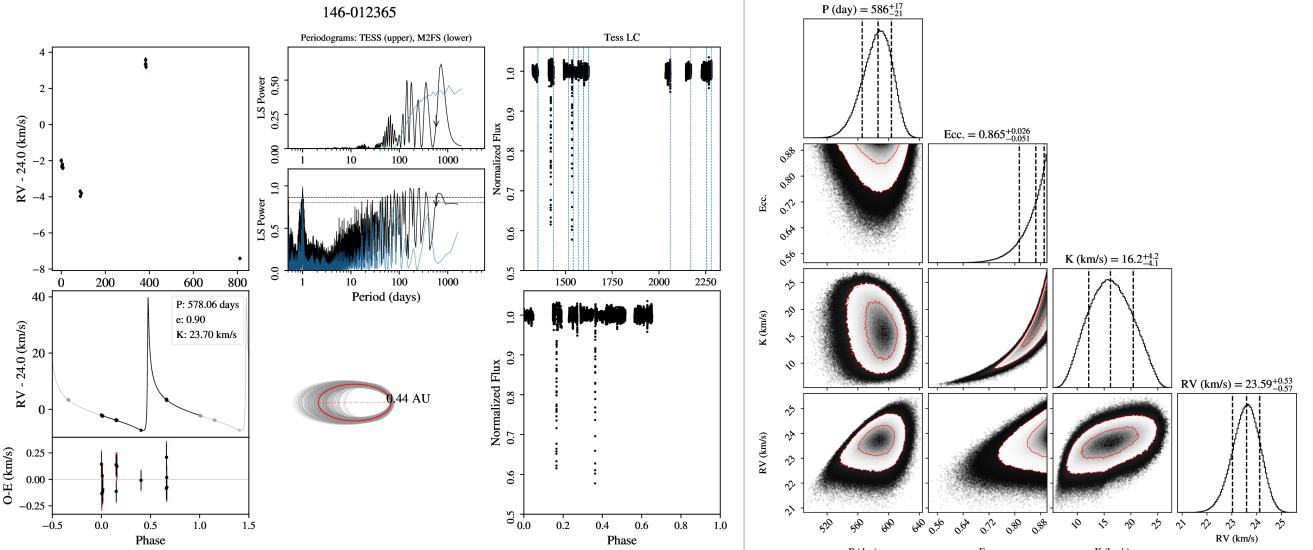 146-012365
Periodograms: TESS (upper), M2FS (lower)
Tess LC
RV - 24.0 (km/s)
4
2
0
−2
−4
−6
−8
0 200 400 600 800
LS Power
0.50
0.25
0.00
1 10 100 1000
LS Power
1.0
0.5
0.0
1 10 100 1000
Period (days)
Normalized Flux
1.0
0.9
0.8
0.7
0.6
0.5
1500 1750 2000 2250
RV - 24.0 (km/s)
40
20
0
P: 578.06 days
e: 0.90
K: 23.70 km/s
O-E (km/s)
0.25
0.00
−0.25
−0.5 0.0 0.5 1.0 1.5
Phase
0.44 AU
Normalized Flux
1.0
0.9
0.8
0.7
0.6
0.5
0.0 0.2 0.4 0.6 0.8 1.0
Phase
P (day) = 586+17−21
Ecc. = 0.865+0.026−0.051
K (km/s) = 16.2+4.2−4.1
RV (km/s) = 23.59+0.53−0.57
Ecc.
0.88
0.80
0.72
0.64
0.56
K (km/s)
25
20
15
10
RV (km/s)
25
24
23
22
21
520 560 600 640
0.56 0.64 0.72 0.80 0.88
10 15 20 25
21 22 23 24 25
RV (km/s)